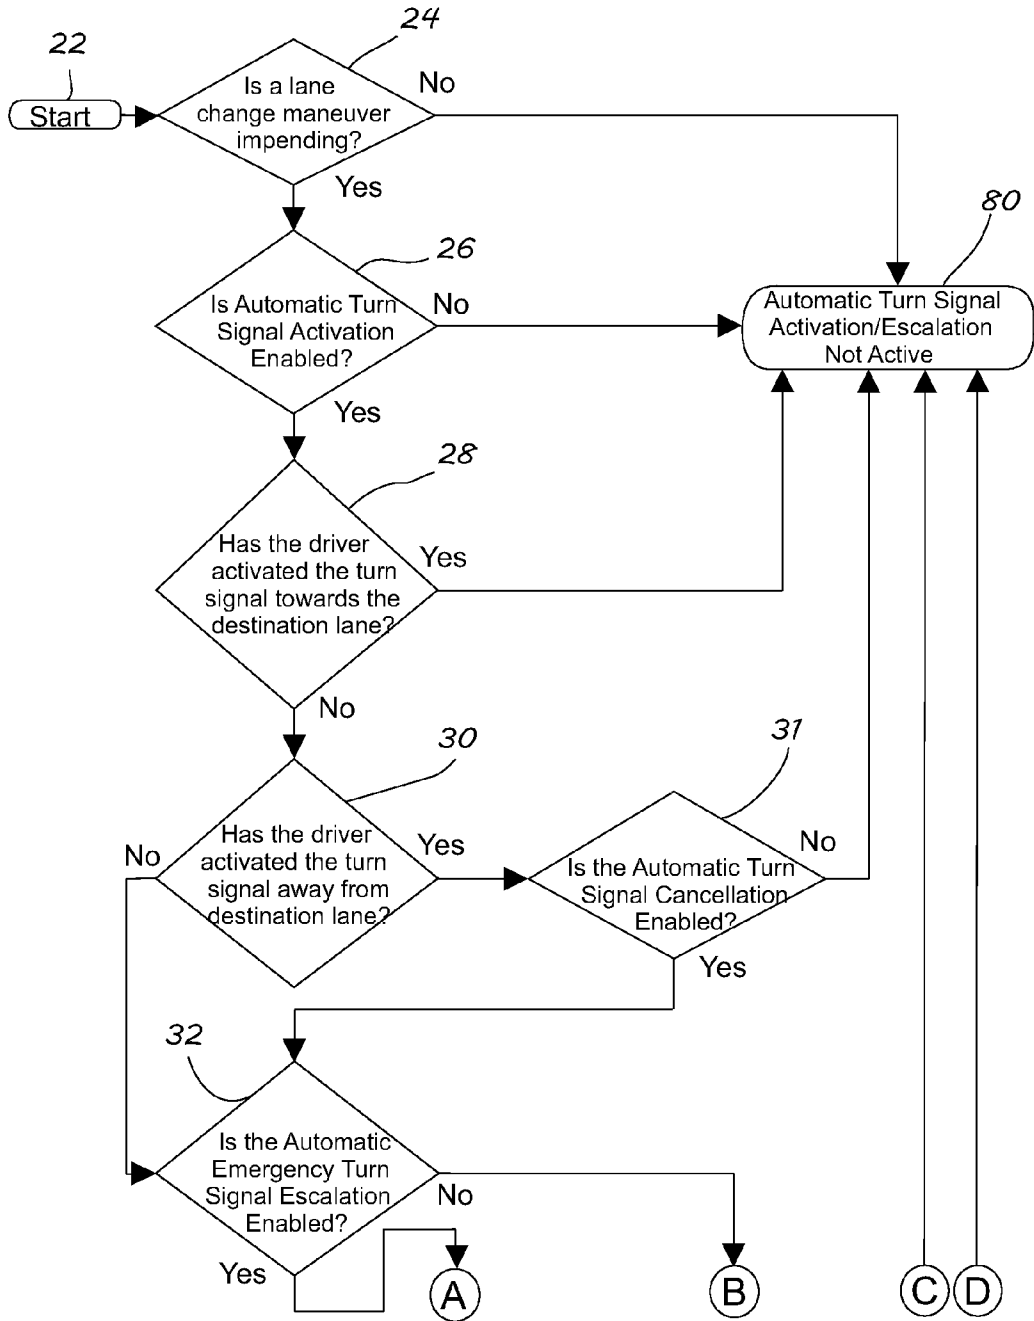 22
Start
24
Is a lane
change maneuver
impending?
No
Yes
80
Automatic Turn Signal
Activation/Escalation
Not Active
26
Is Automatic Turn
Signal Activation
Enabled?
No
Yes
28
Has the driver
activated the turn
signal towards the
destination lane?
Yes
No
30
Has the driver
activated the turn
signal away from
destination lane?
No
Yes
31
Is the Automatic Turn
Signal Cancellation
Enabled?
No
Yes
32
Is the Automatic
Emergency Turn
Signal Escalation
Enabled?
No
Yes
A
B
C
D